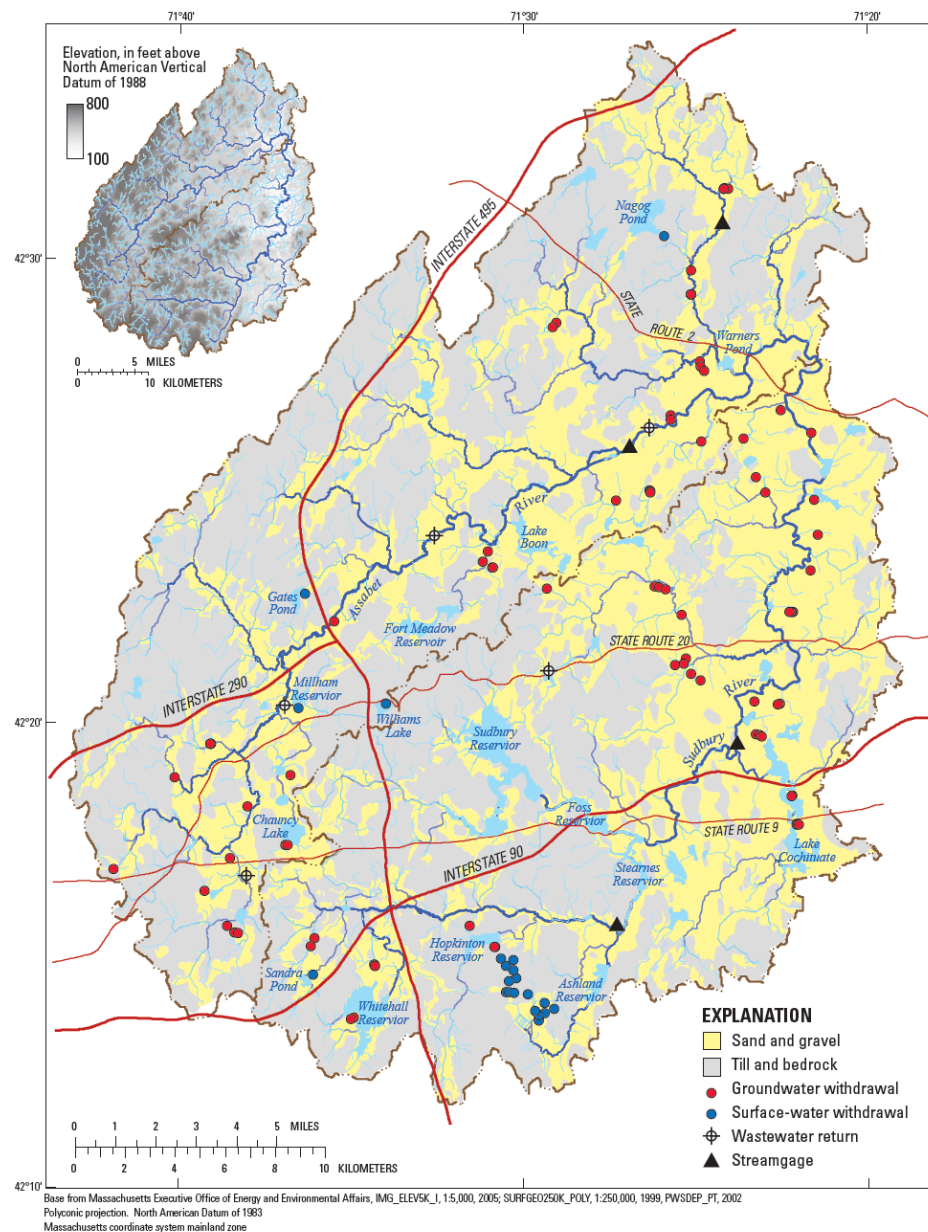 71°40'
71°30'
71°20'
Elevation, in feet above
North American Vertical
Datum of 1988
800
100
0 5 MILES
0 10 KILOMETERS
42°30'
42°20'
42°10'
INTERSTATE 495
Nagog
Pond
STATE
ROUTE 2
Warners
Pond
River
Lake
Boon
Assabet
Gates
Pond
Fort Meadow
Reservoir
STATE ROUTE 20
INTERSTATE 290
Millham
Reservior
Williams
Lake
River
Sudbury
Sudbury
Reservior
Foss
Reservior
Chauncy
Lake
STATE ROUTE 9
INTERSTATE 90
Lake
Cochituate
Stearnes
Reservior
Hopkinton
Reservior
Sandra
Pond
Ashland
Reservior
Whitehall
Reservior
EXPLANATION
Sand and gravel
Till and bedrock
Groundwater withdrawal
Surface-water withdrawal
Wastewater return
Streamgage
0 1 2 3 4 5 MILES
0 2 4 6 8 10 KILOMETERS
Base from Massachusetts Executive Office of Energy and Environmental Affairs, IMG_ELEV5K_I, 1:5,000, 2005; SURFGEO250K_POLY, 1:250,000, 1999, PWSDEP_PT, 2002
Polyconic projection. North American Datum of 1983
Massachusetts coordinate system mainland zone